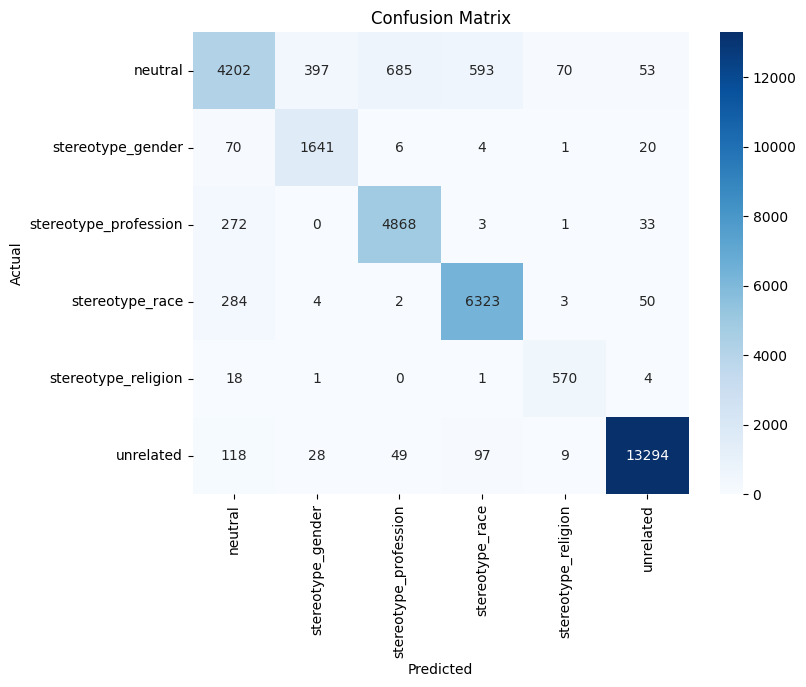 Confusion Matrix
neutral 4202 397 685 593 70 53
stereotype_gender 70 1641 6 4 1 20
stereotype_profession 272 0 4868 3 1 33
stereotype_race 284 4 2 6323 3 50
stereotype_religion 18 1 0 1 570 4
unrelated 118 28 49 97 9 13294
Actual
neutral stereotype_gender stereotype_profession stereotype_race stereotype_religion unrelated
Predicted
12000
10000
8000
6000
4000
2000
0